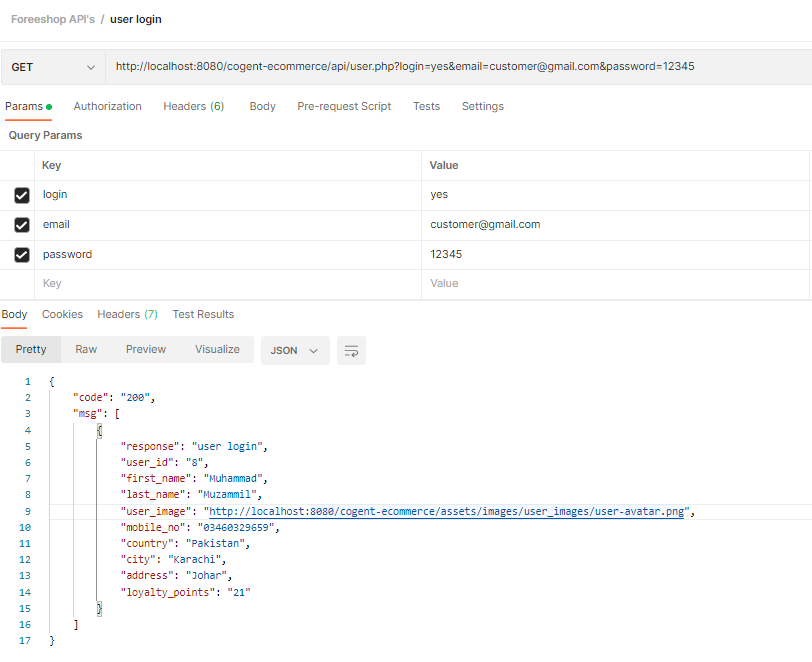 Foreeshop API's / user login
GET http://localhost:8080/cogent-ecommerce/api/user.php?login=yes&email=customer@gmail.com&password=12345
Params Authorization Headers (6) Body Pre-request Script Tests Settings
Query Params
Key Value
login yes
email customer@gmail.com
password 12345
Key Value
Body Cookies Headers (7) Test Results
Pretty Raw Preview Visualize JSON
1 {
2 "code": "200",
3 "msg": [
4 {
5 "response": "user login",
6 "user_id": "8",
7 "first_name": "Muhammad",
8 "last_name": "Muzammil",
9 "user_image": "http://localhost:8080/cogent-ecommerce/assets/images/user_images/user-avatar.png",
10 "mobile_no": "03460329659",
11 "country": "Pakistan",
12 "city": "Karachi",
13 "address": "Johar",
14 "loyalty_points": "21"
15 }
16 ]
17 }